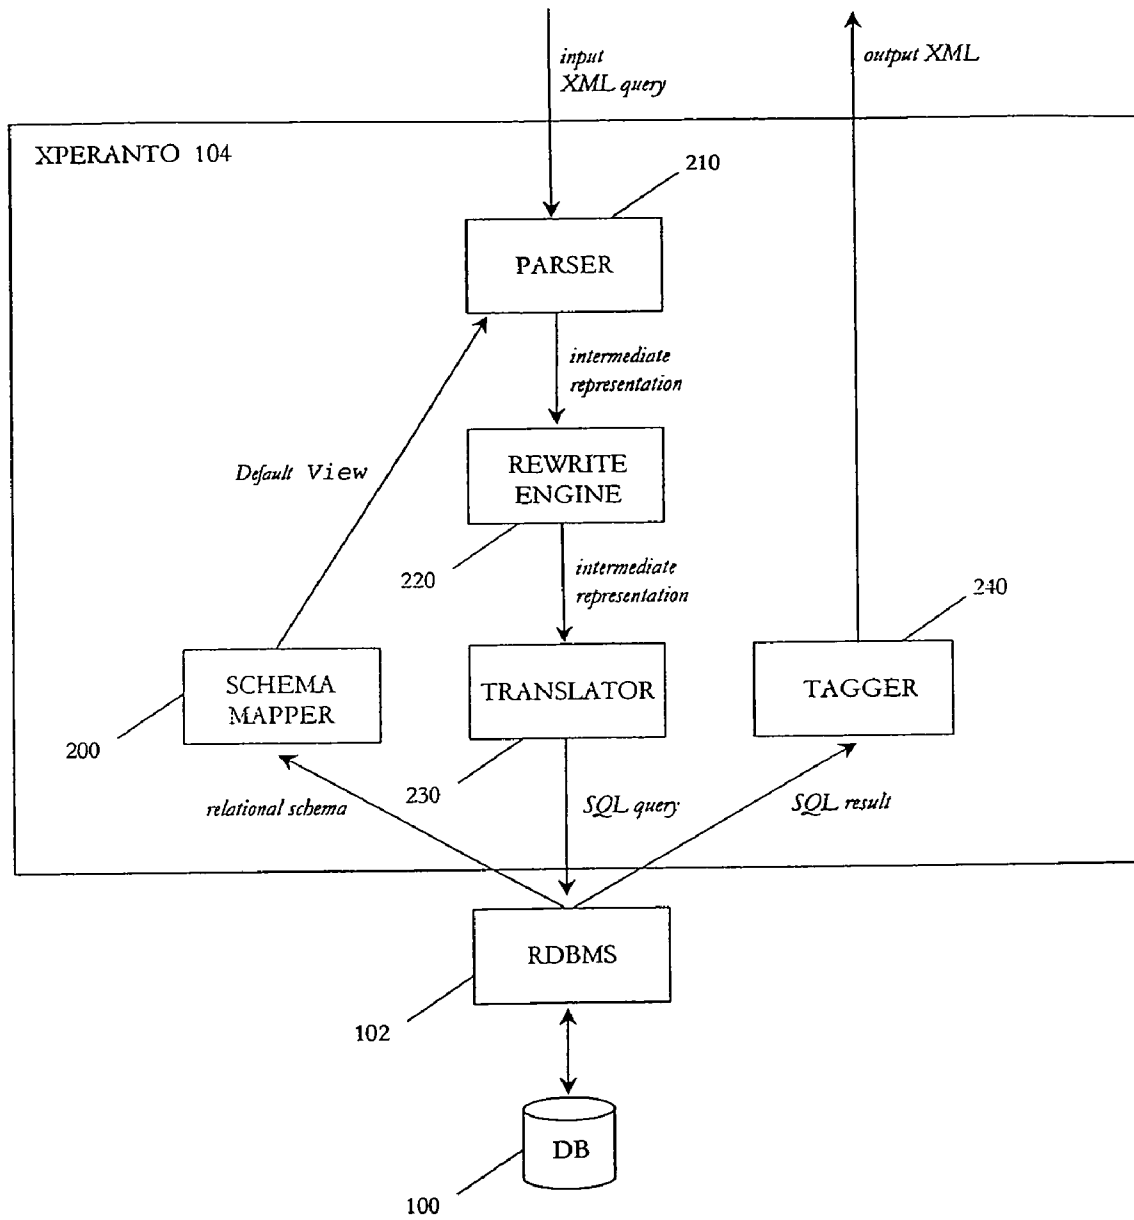 input
XML query
output XML
XPERANTO 104
210
PARSER
intermediate
representation
REWRITE
ENGINE
Default View
220
intermediate
representation
240
SCHEMA
MAPPER
TRANSLATOR
TAGGER
200
230
relational schema
SQL query
SQL result
RDBMS
102
DB
100